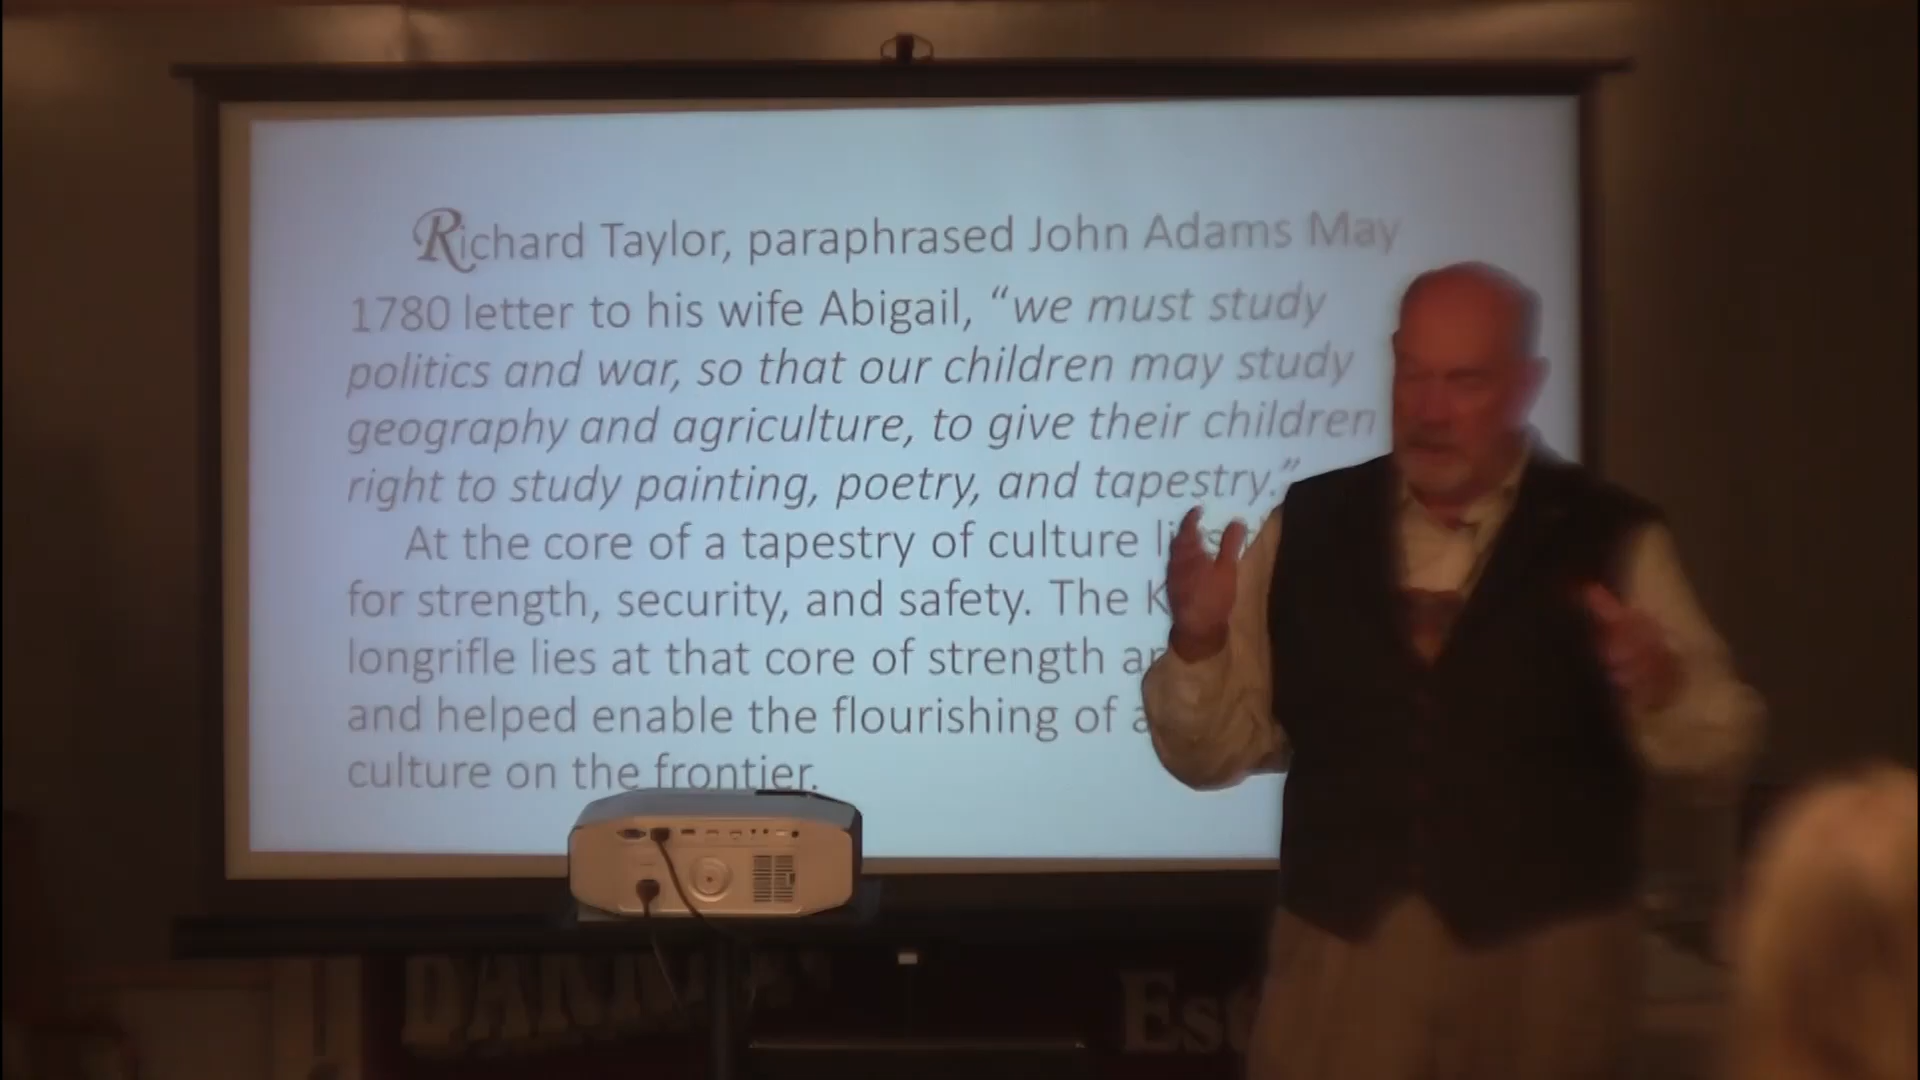 Richard Taylor, paraphrased John Adams May
1780 letter to his wife Abigail, “we must study
politics and war, so that our children may study
geography and agriculture, to give their children
right to study painting, poetry, and tapestry.”
At the core of a tapestry of culture
for strength, security, and safety. The
longrifle lies at that core of strength
and helped enable the flourishing of
culture on the frontier.
Est